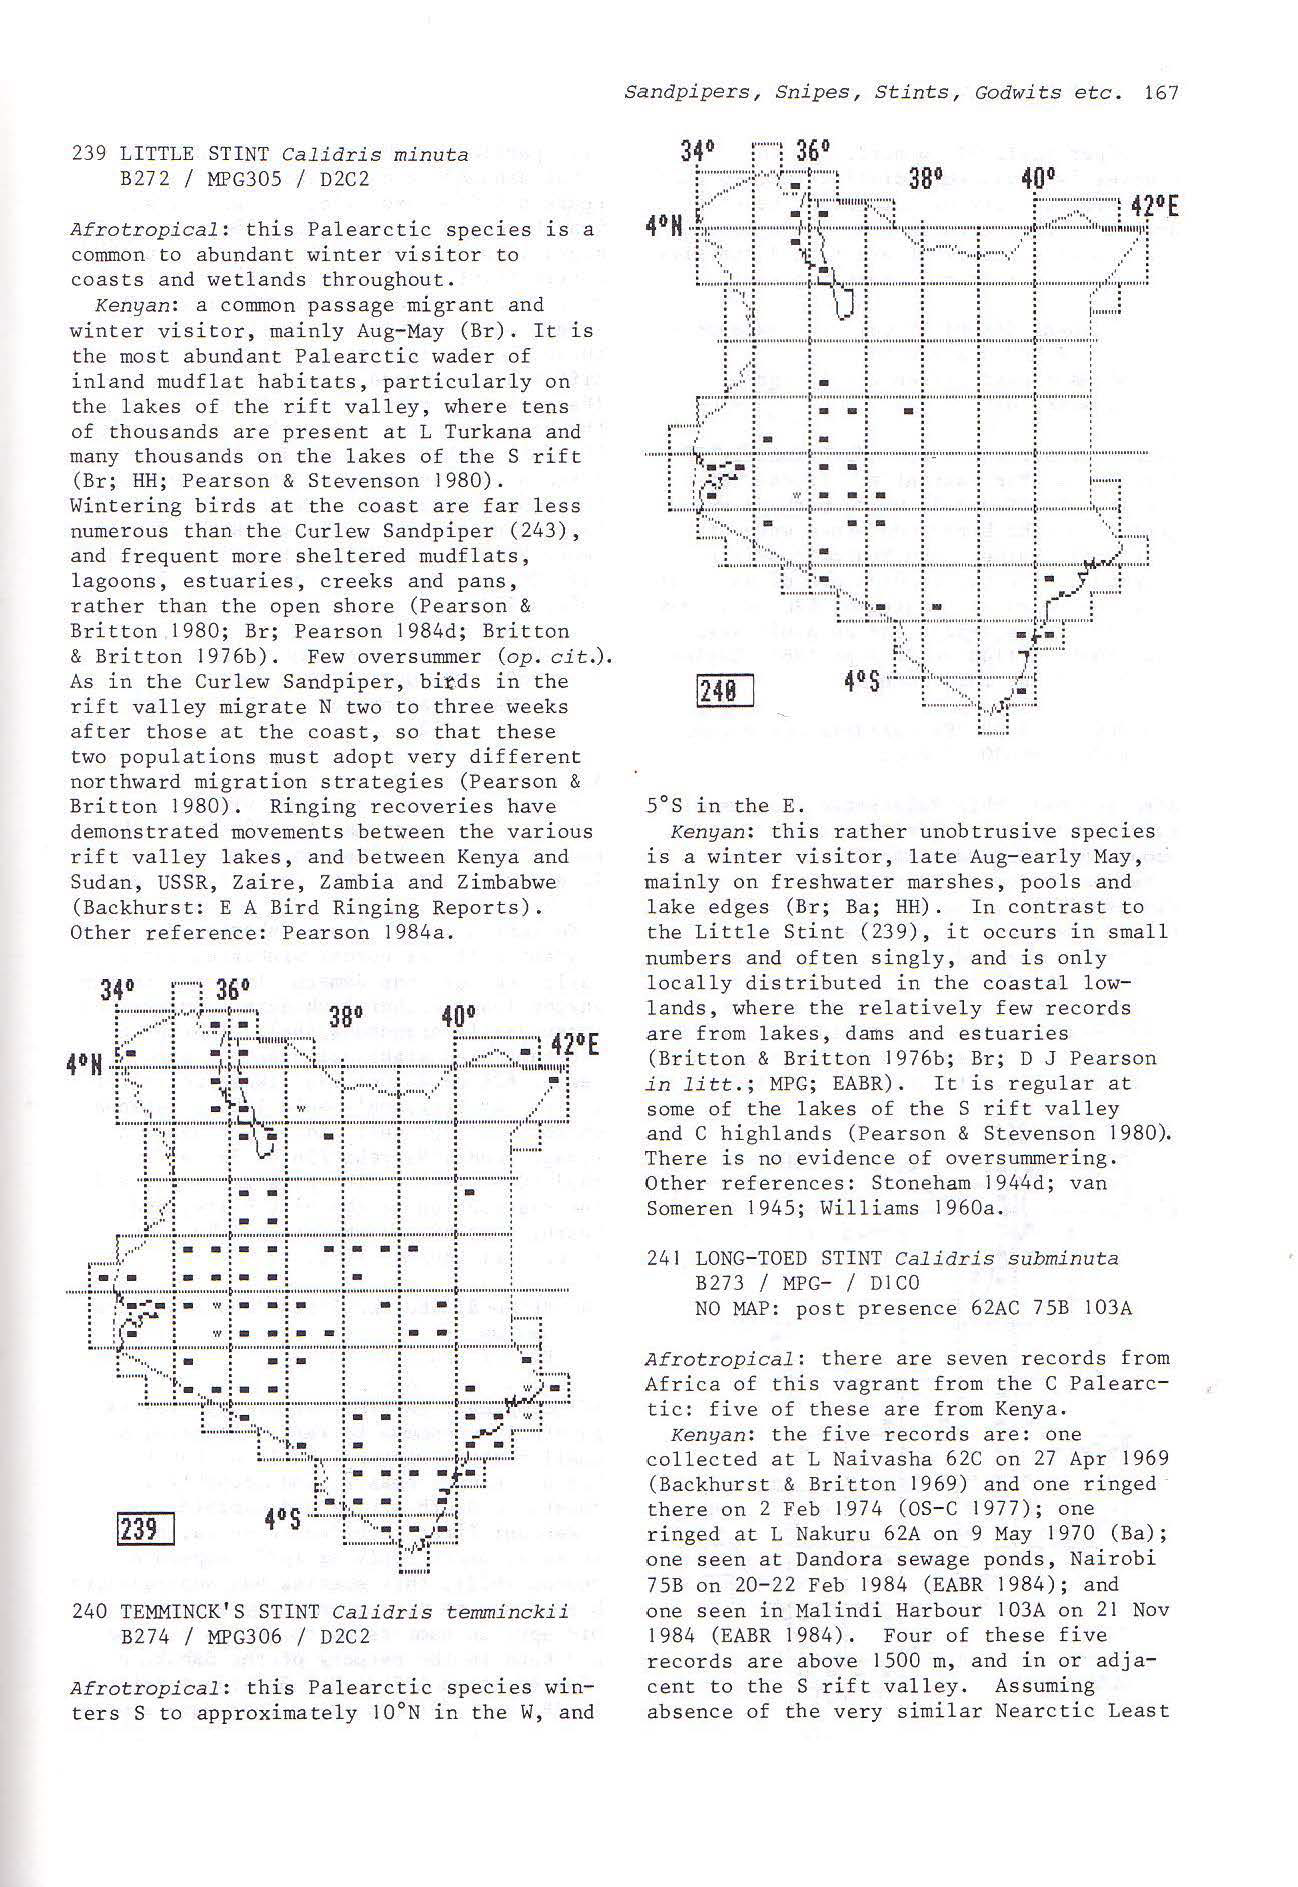 Sandpipers, Snipes, Stints, Godwits etc. 167
239 LITTLE STINT Calidris minuta
B272 / MPG305 / D2C2
Afrotropical: this Palearctic species is a
common to abundant winter visitor to
coasts and wetlands throughout.
Kenyan: a common passage migrant and
winter visitor, mainly Aug-May (Br). It is
the most abundant Palearctic wader of
inland mudflat habitats, particularly on
the lakes of the rift valley, where tens
of thousands are present at L Turkana and
many thousands on the lakes of the S rift
(Br; HH; Pearson & Stevenson 1980).
Wintering birds at the coast are far less
numerous than the Curlew Sandpiper (243),
and frequent more sheltered mudflats,
lagoons, estuaries, creeks and pans,
rather than the open shore (Pearson &
Britton 1980; Br; Pearson 1984d; Britton
& Britton 1976b). Few oversummer (op. cit.).
As in the Curlew Sandpiper, birds in the
rift valley migrate N two to three weeks
after those at the coast, so that these
two populations must adopt very different
northward migration strategies (Pearson &
Britton 1980). Ringing recoveries have
demonstrated movements between the various
rift valley lakes, and between Kenya and
Sudan, USSR, Zaire, Zambia and Zimbabwe
(Backhurst: E A Bird Ringing Reports).
Other reference: Pearson 1984a.
34° 36°
38° 40°
4°N 42°E
W
W
W
W
W
239 4°S
240 TEMMINCK'S STINT Calidris temminckii
B274 / MPG306 / D2C2
Afrotropical: this Palearctic species win-
ters S to approximately 10°N in the W, and
34° 36°
38° 40°
4°N 42°E
W
240 4°S
5°S in the E.
Kenyan: this rather unobtrusive species
is a winter visitor, late Aug-early May,
mainly on freshwater marshes, pools and
lake edges (Br; Ba; HH). In contrast to
the Little Stint (239), it occurs in small
numbers and often singly, and is only
locally distributed in the coastal low-
lands, where the relatively few records
are from lakes, dams and estuaries
(Britton & Britton 1976b; Br; D J Pearson
in litt.; MPG; EABR). It is regular at
some of the lakes of the S rift valley
and C highlands (Pearson & Stevenson 1980).
There is no evidence of oversummering.
Other references: Stoneham 1944d; van
Someren 1945; Williams 1960a.
241 LONG-TOED STINT Calidris subminuta
B273 / MPG- / D1C0
NO MAP: post presence 62AC 75B 103A
Afrotropical: there are seven records from
Africa of this vagrant from the C Palearc-
tic: five of these are from Kenya.
Kenyan: the five records are: one
collected at L Naivasha 62C on 27 Apr 1969
(Backhurst & Britton 1969) and one ringed
there on 2 Feb 1974 (OS-C 1977); one
ringed at L Nakuru 62A on 9 May 1970 (Ba);
one seen at Dandora sewage ponds, Nairobi
75B on 20-22 Feb 1984 (EABR 1984); and
one seen in Malindi Harbour 103A on 21 Nov
1984 (EABR 1984). Four of these five
records are above 1500 m, and in or adja-
cent to the S rift valley. Assuming
absence of the very similar Nearctic Least